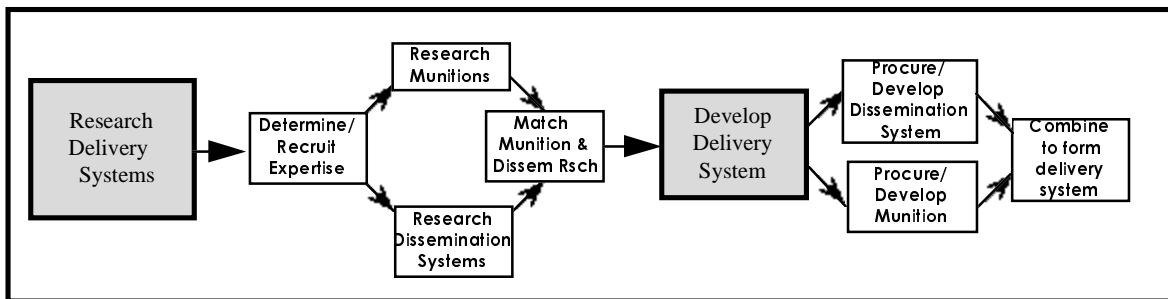 Research
Delivery
Systems
Determine/
Recruit
Expertise
Research
Munitions
Research
Dissemination
Systems
Match
Munition &
Dissem Rsch
Develop
Delivery
System
Procure/
Develop
Dissemination
System
Procure/
Develop
Munition
Combine
to form
delivery
system